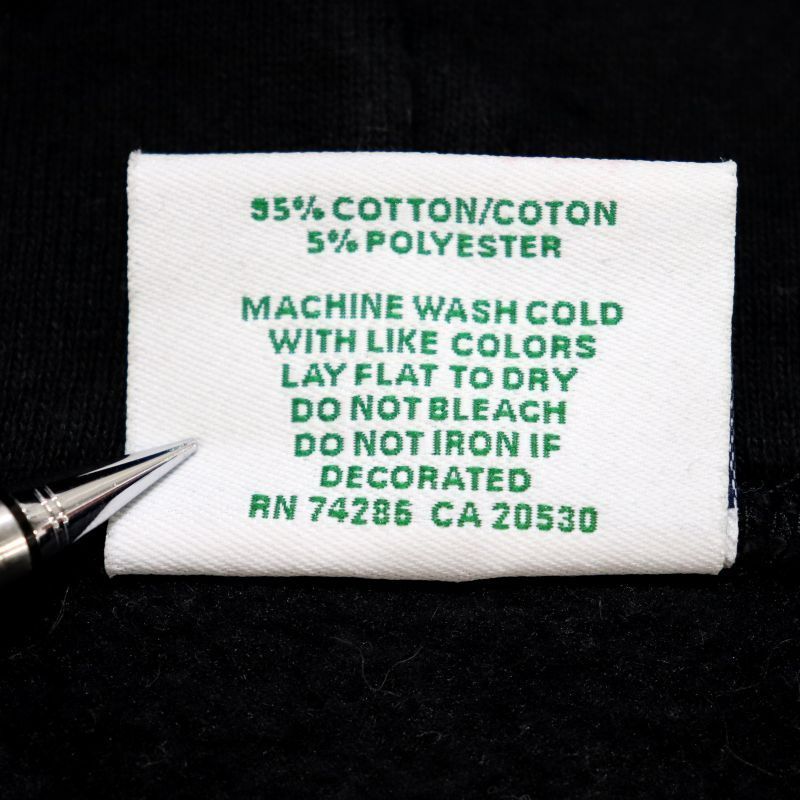 95% COTTON/COTON
5% POLYESTER
MACHINE WASH COLD
WITH LIKE COLORS
LAY FLAT TO DRY
DO NOT BLEACH
DO NOT IRON IF
DECORATED
RN 74286 CA 20530